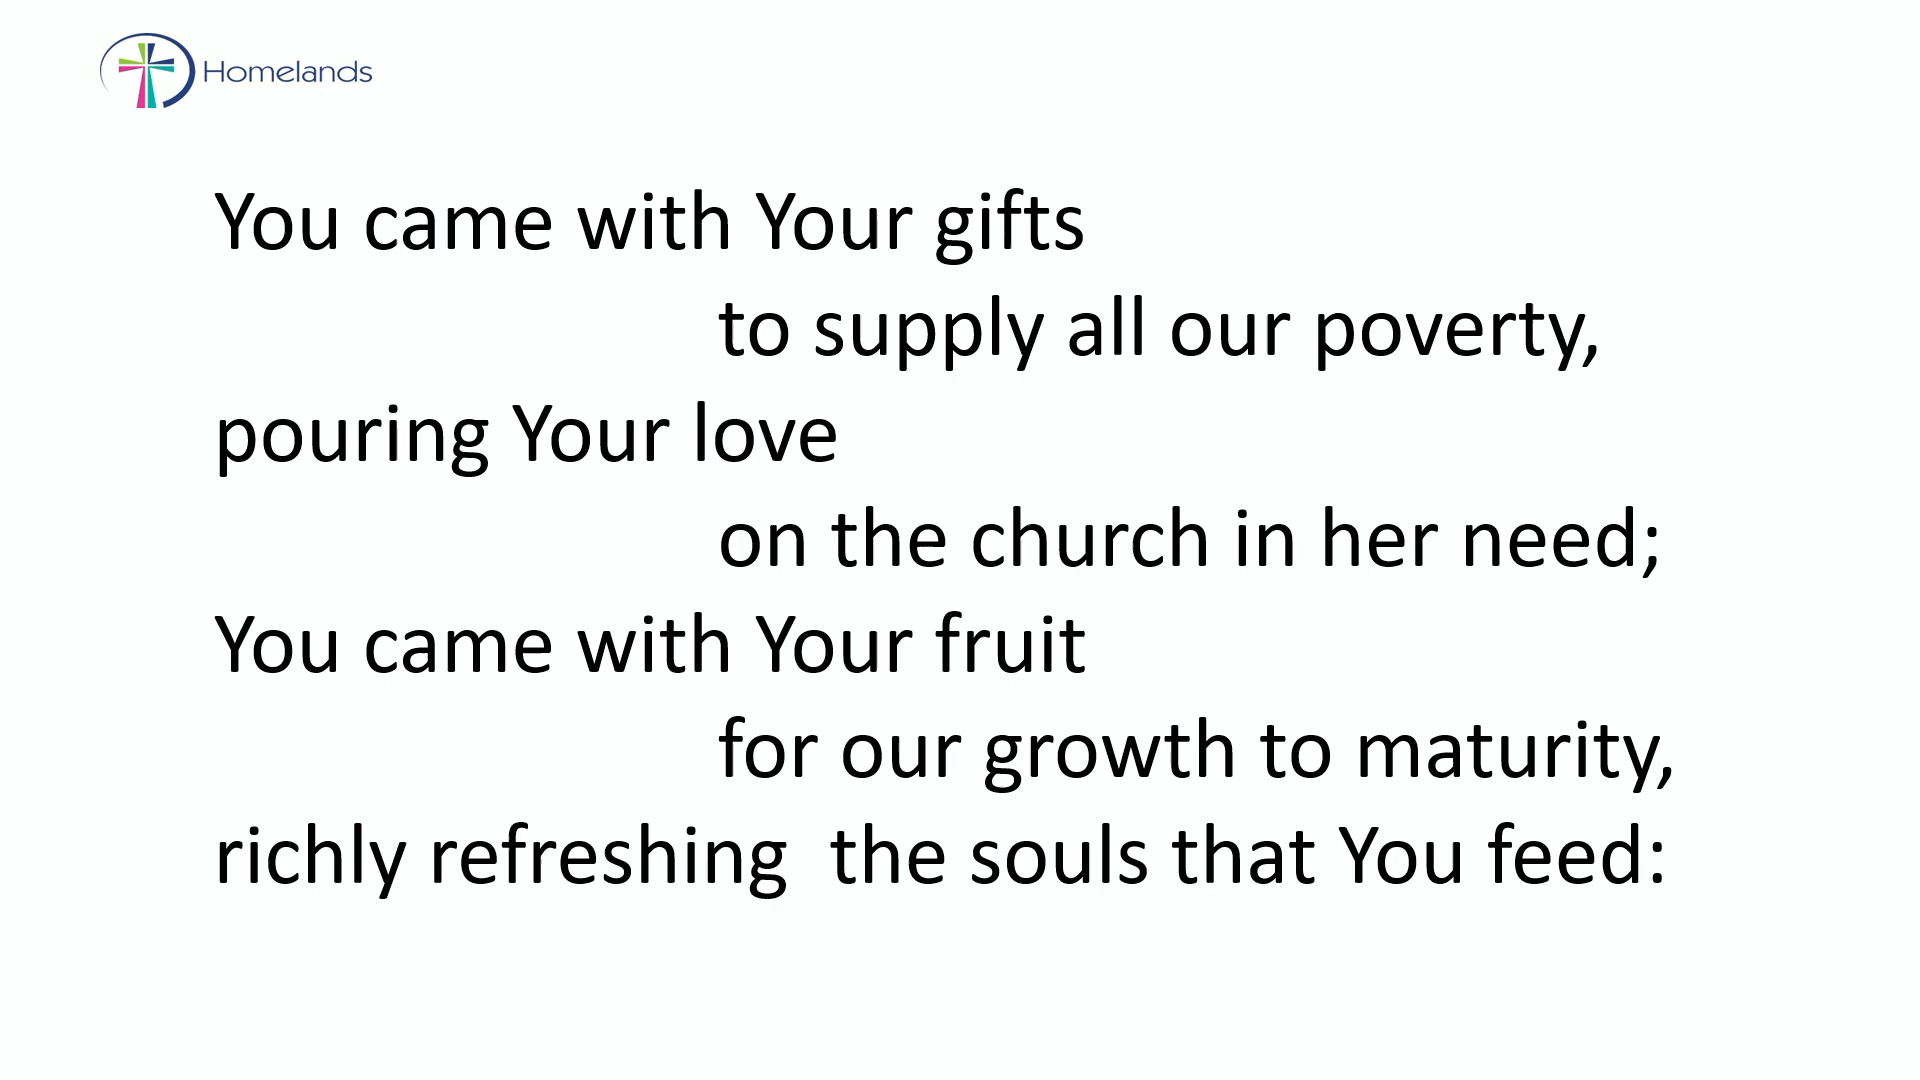 Homelands
You came with Your gifts
to supply all our poverty,
pouring Your love
on the church in her need;
You came with Your fruit
for our growth to maturity,
richly refreshing  the souls that You feed: